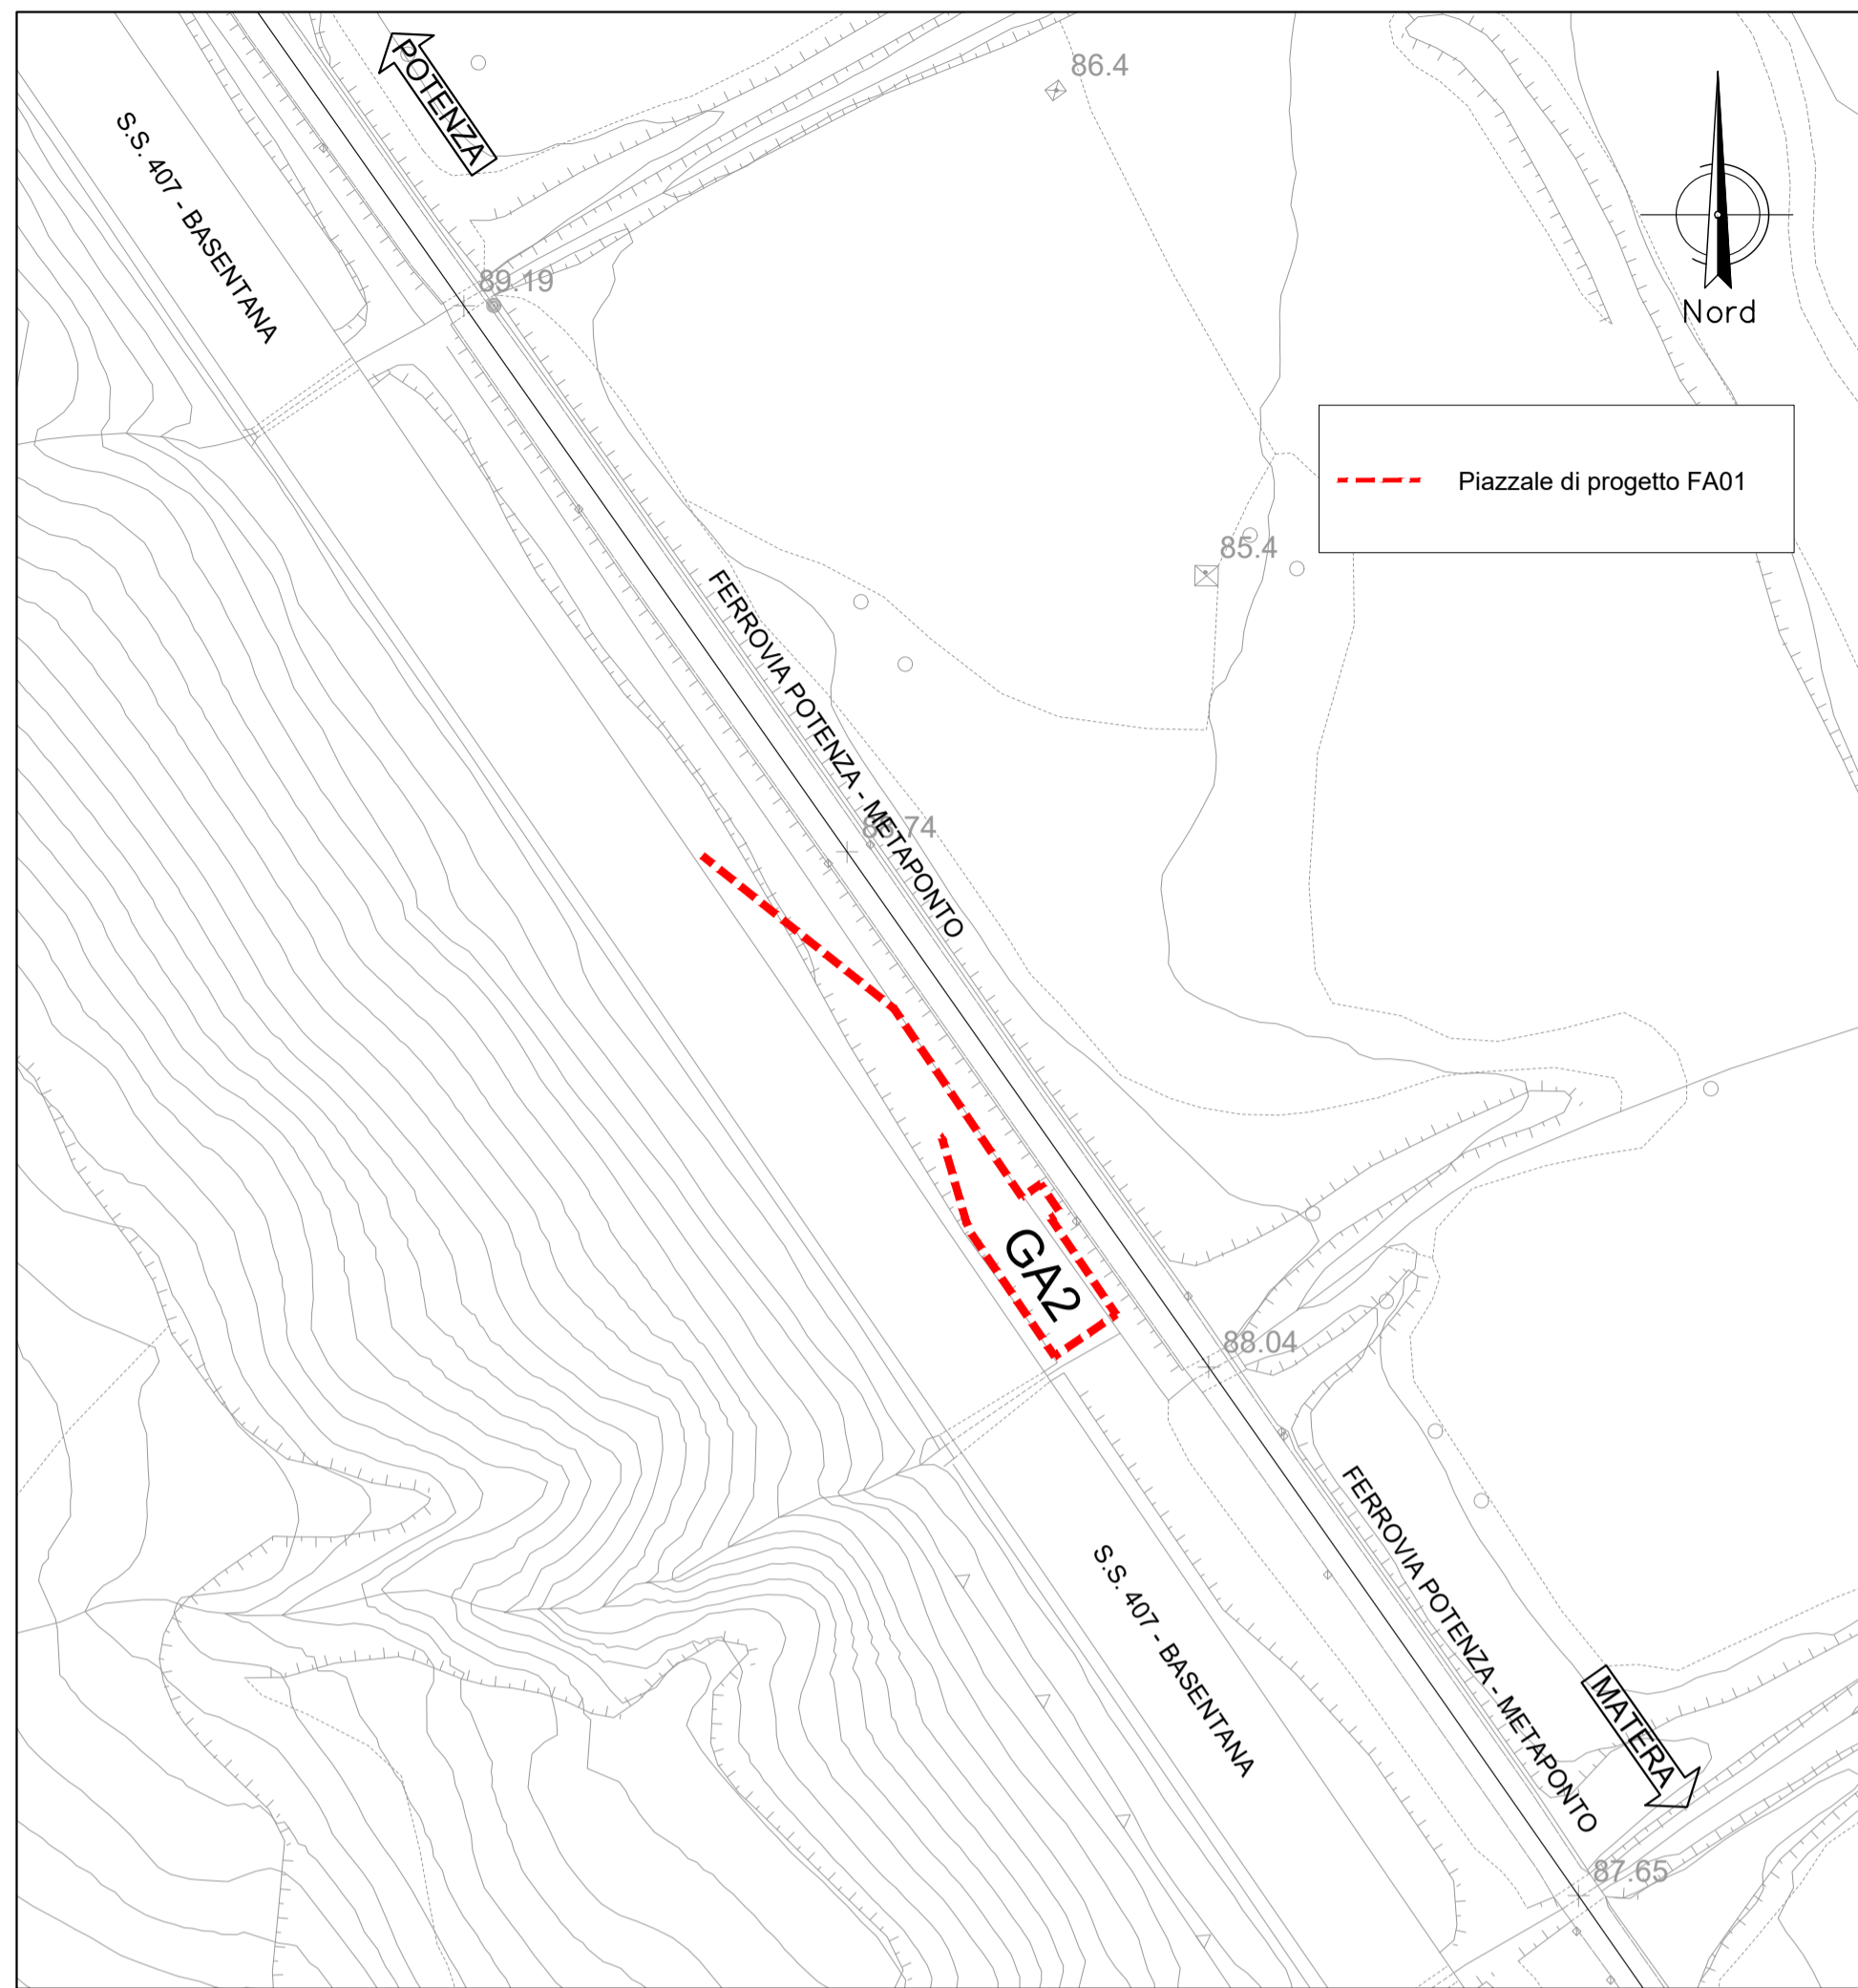 POTENZA
86.4
S.S. 407 - BASENTANA
89.19
Nord
Piazzale di progetto FA01
85.4
FERROVIA POTENZA - METAPONTO
GA2
88.04
FERROVIA POTENZA - METAPONTO
S.S. 407 - BASENTANA
MATERA
87.65